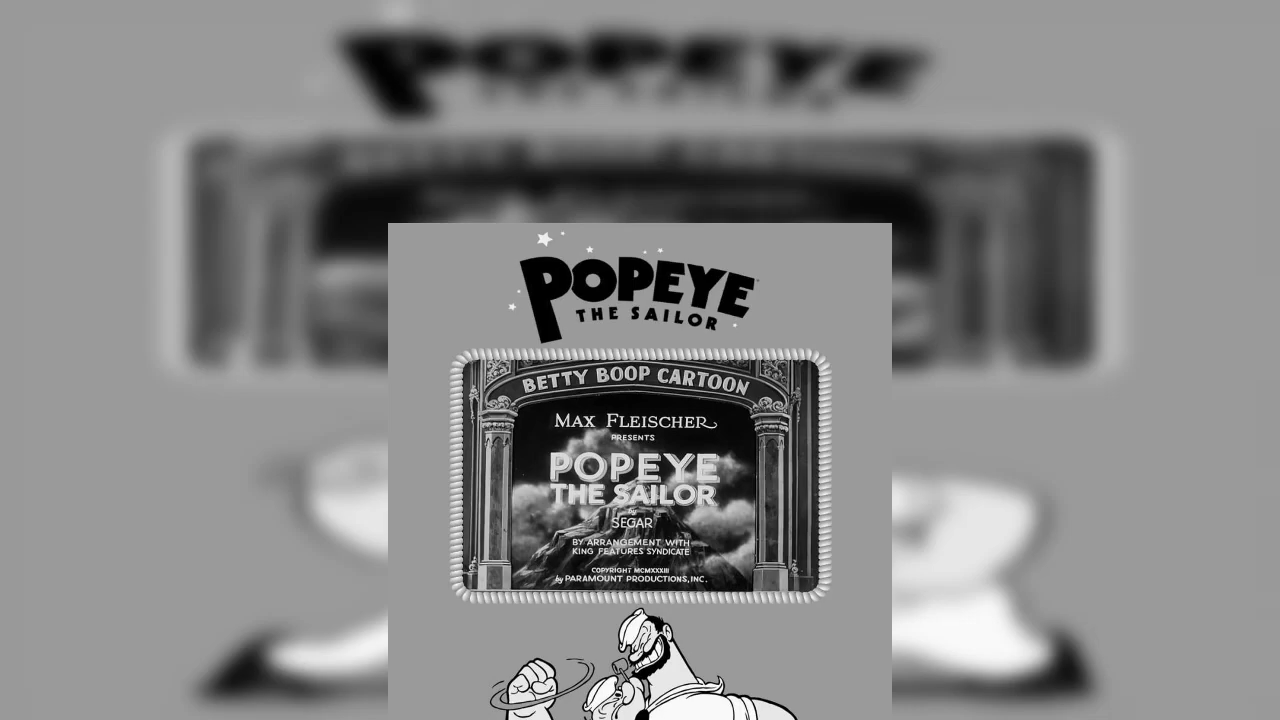 POPEYE
THE SAILOR
BETTY BOOP CARTOON
MAX FLEISCHER
PRESENTS
POPEYE
THE SAILOR
by
SEGAR
BY ARRANGEMENT WITH
KING FEATURES SYNDICATE
COPYRIGHT MCMXXXIII
by PARAMOUNT PRODUCTIONS, INC.